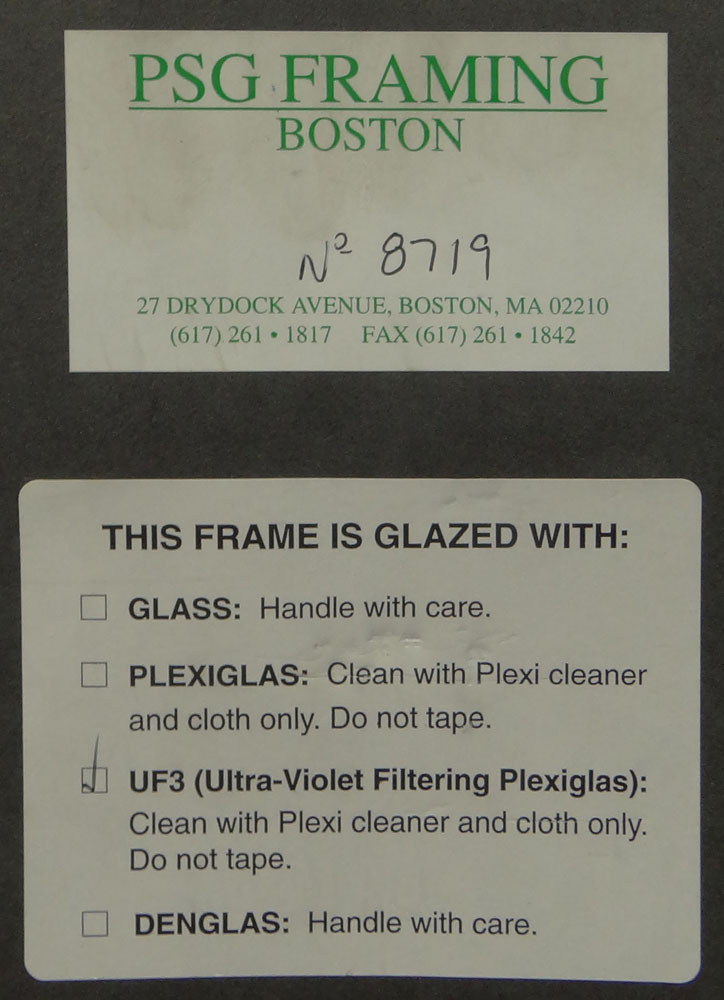 PSG FRAMING
BOSTON
Nº 8719
27 DRYDOCK AVENUE, BOSTON, MA 02210
(617) 261 • 1817 FAX (617) 261 • 1842
THIS FRAME IS GLAZED WITH:
GLASS: Handle with care.
PLEXIGLAS: Clean with Plexi cleaner
and cloth only. Do not tape.
UF3 (Ultra-Violet Filtering Plexiglas):
Clean with Plexi cleaner and cloth only.
Do not tape.
DENGLAS: Handle with care.